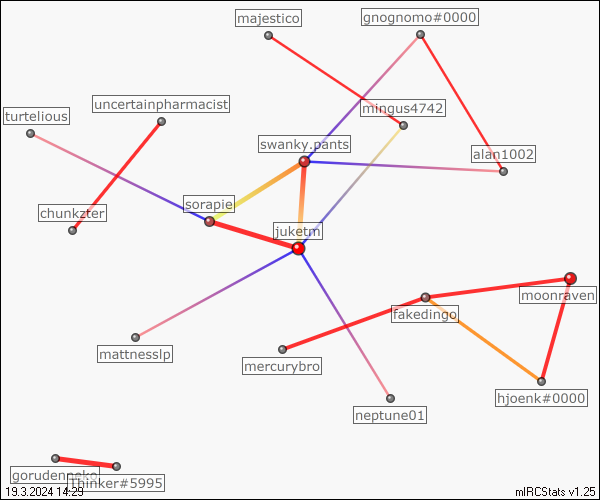 majestico
gnognomo#0000
uncertainpharmacist
mingus4742
turtelious
swanky.pants
alan1002
sorapie
chunkzter
juketm
moonraven
fakedingo
mattnesslp
mercurybro
hjoenk#0000
neptune01
gorudenneko
Thinker#5995
19.3.2024 14:29
mIRCStats v1.25